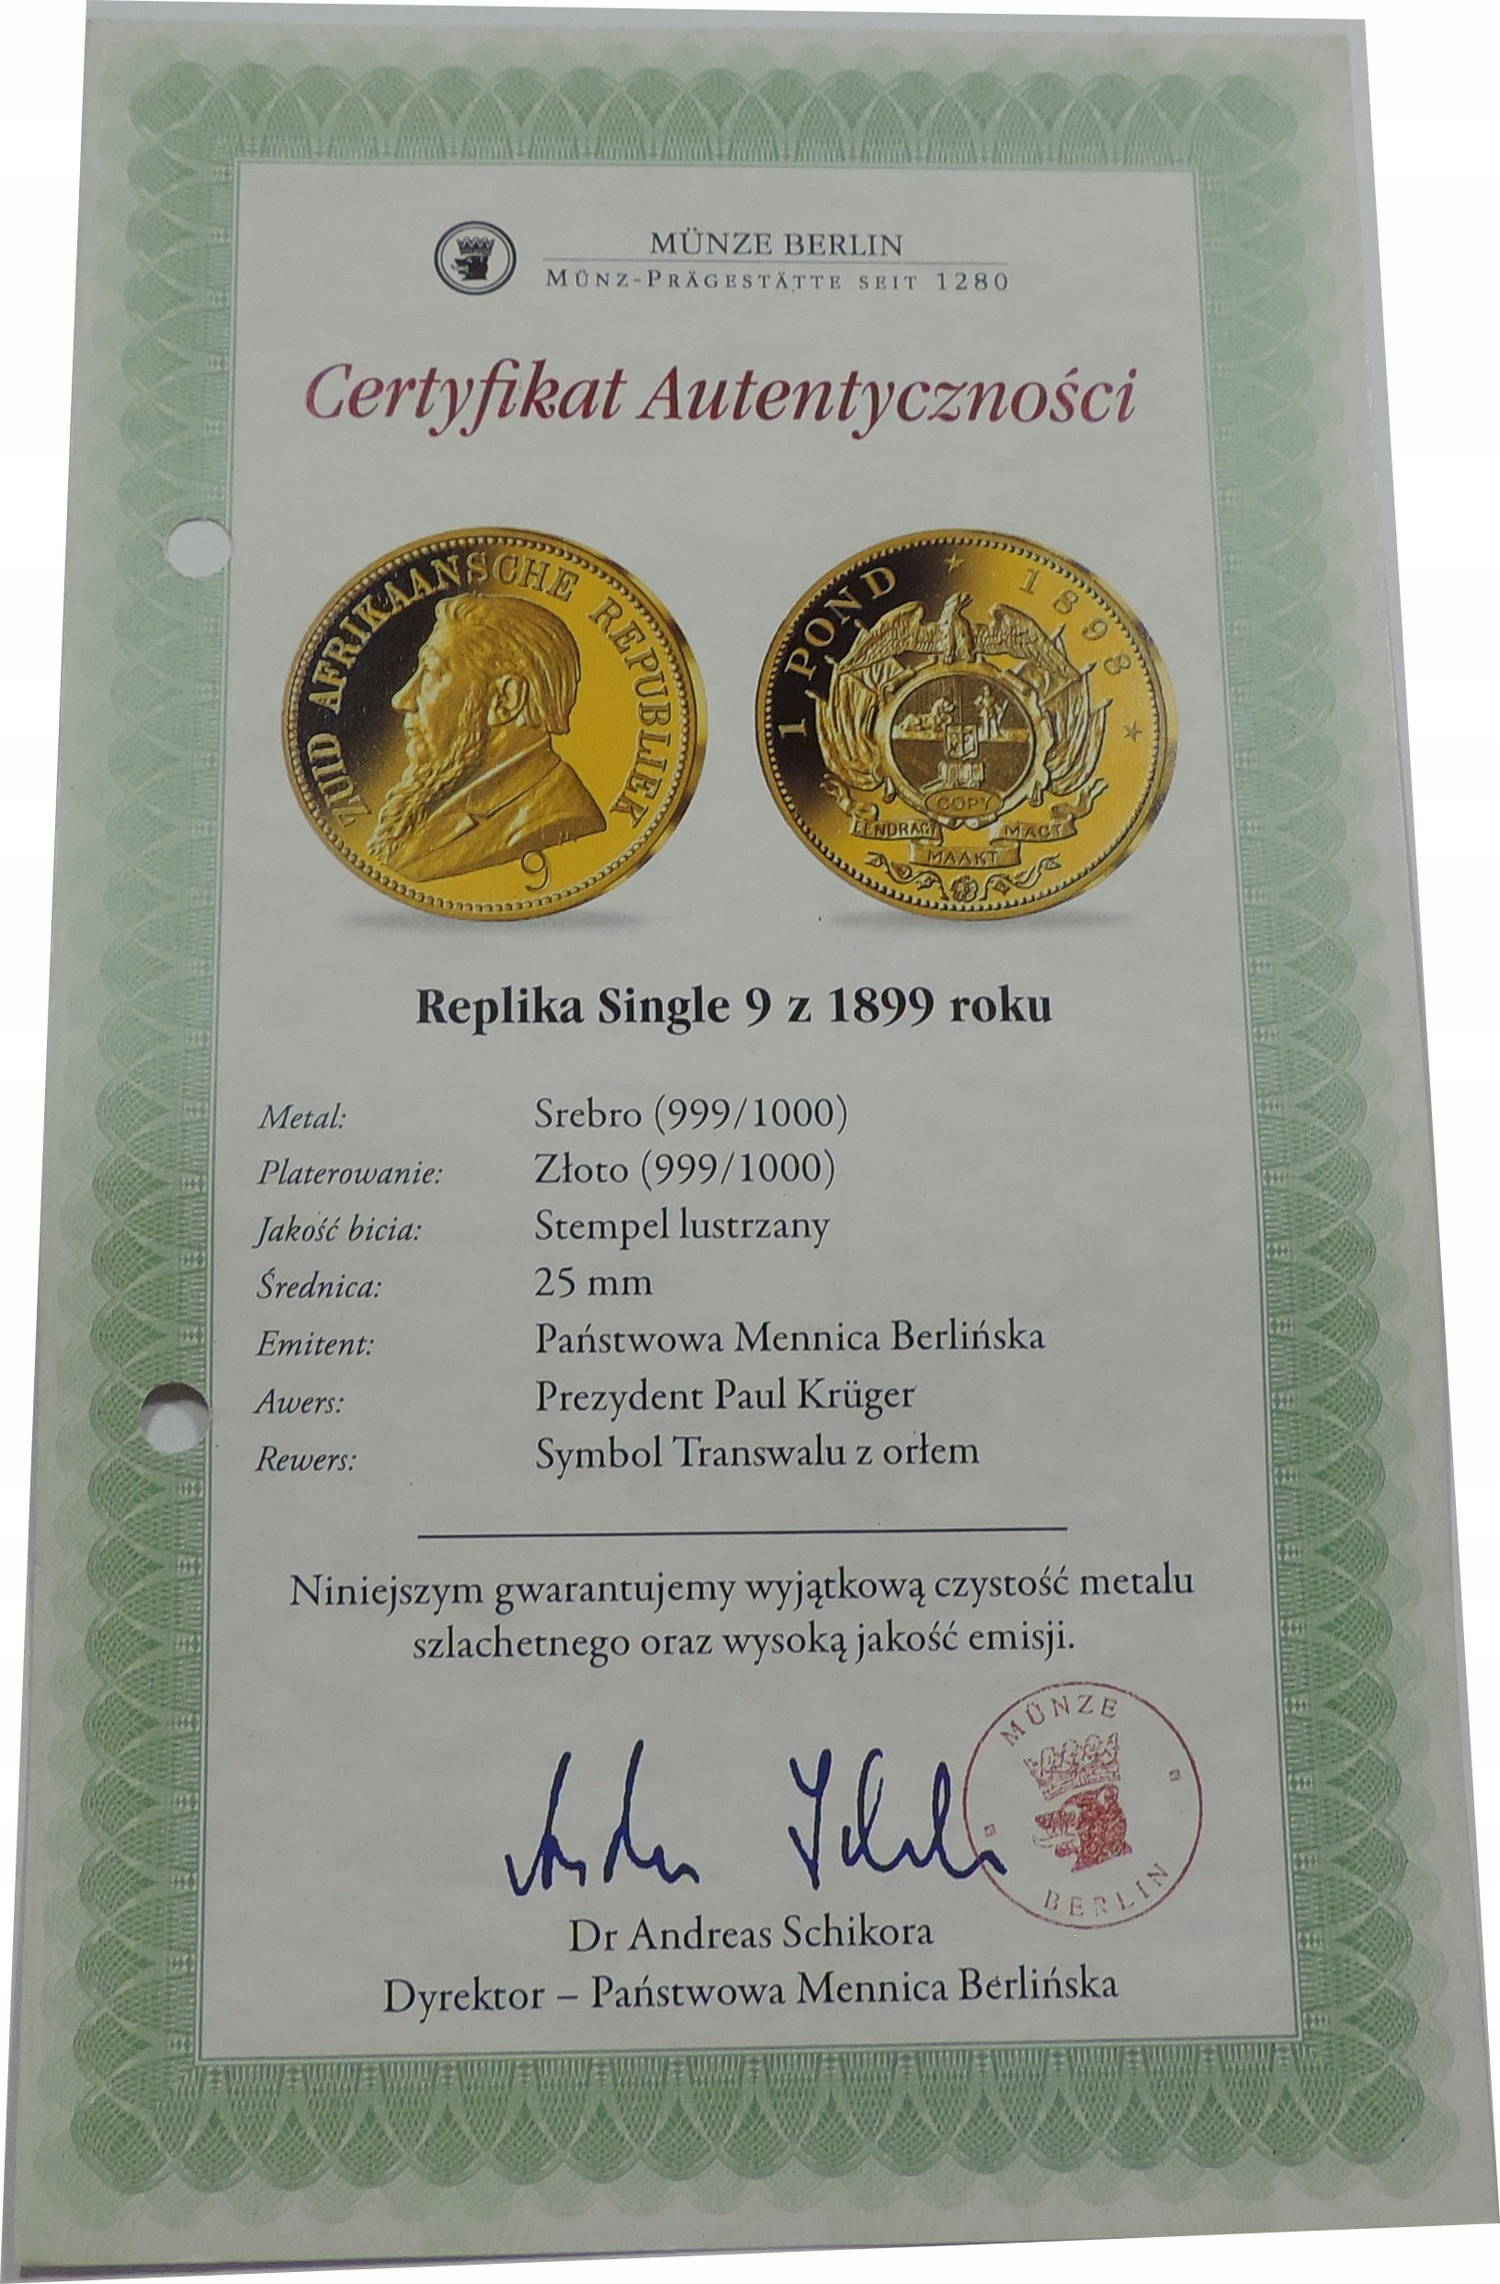 MÜNZE BERLIN
MÜNZ-PRÄGESTÄTTE SEIT 1280
Certyfikat Autentyczności
ZUID AFRIKAANSCHE REPUBLIEK
9
1 POND ★ 1898 ★
COPY
EENDRAGT
MAAKT
MAGT
Replika Single 9 z 1899 roku
Metal: Srebro (999/1000)
Platerowanie: Złoto (999/1000)
Jakość bicia: Stempel lustrzany
Średnica: 25 mm
Emitent: Państwowa Mennica Berlińska
Awers: Prezydent Paul Krüger
Rewers: Symbol Transwalu z orłem
Niniejszym gwarantujemy wyjątkową czystość metalu
szlachetnego oraz wysoką jakość emisji.
MÜNZE
BERLIN
Dr Andreas Schikora
Dyrektor – Państwowa Mennica Berlińska